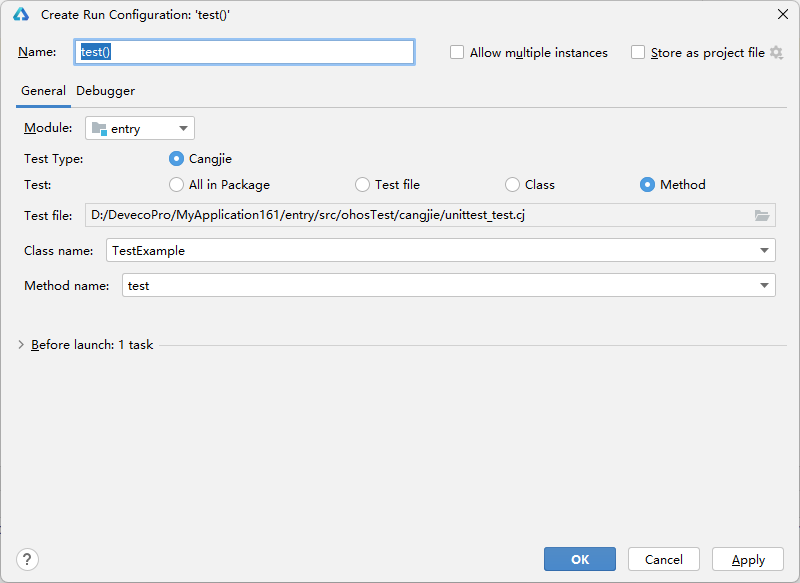 Create Run Configuration: 'test()'
Name: test() Allow multiple instances Store as project file
General Debugger
Module: entry
Test Type: Cangjie
Test: All in Package Test file Class Method
Test file: D:/DevecoPro/MyApplication161/entry/src/ohosTest/cangjie/unittest_test.cj
Class name: TestExample
Method name: test
Before launch: 1 task
? OK Cancel Apply